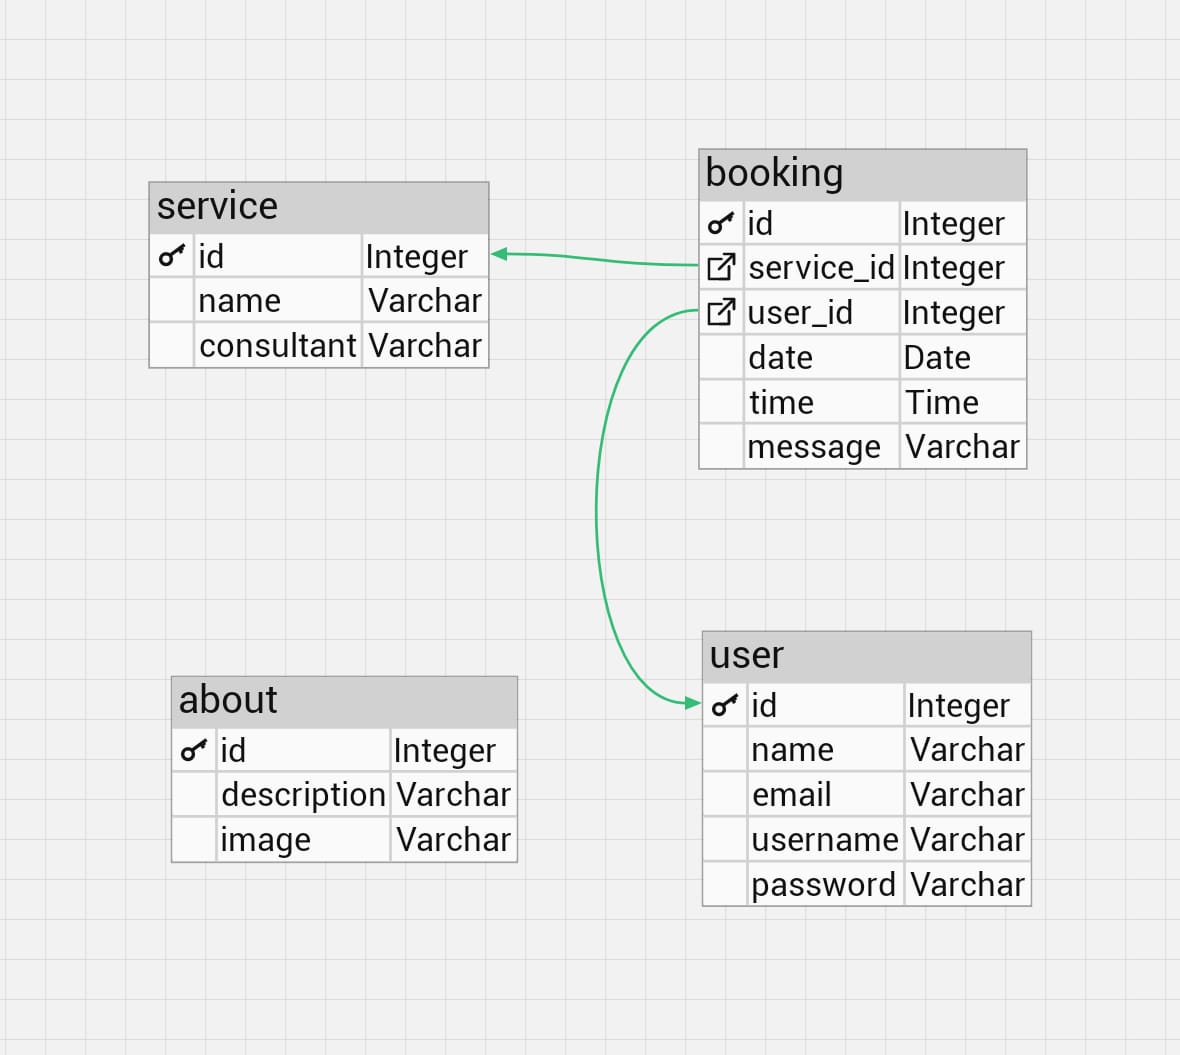 service
id Integer
name Varchar
consultant Varchar
booking
id Integer
service_id Integer
user_id Integer
date Date
time Time
message Varchar
about
id Integer
description Varchar
image Varchar
user
id Integer
name Varchar
email Varchar
username Varchar
password Varchar